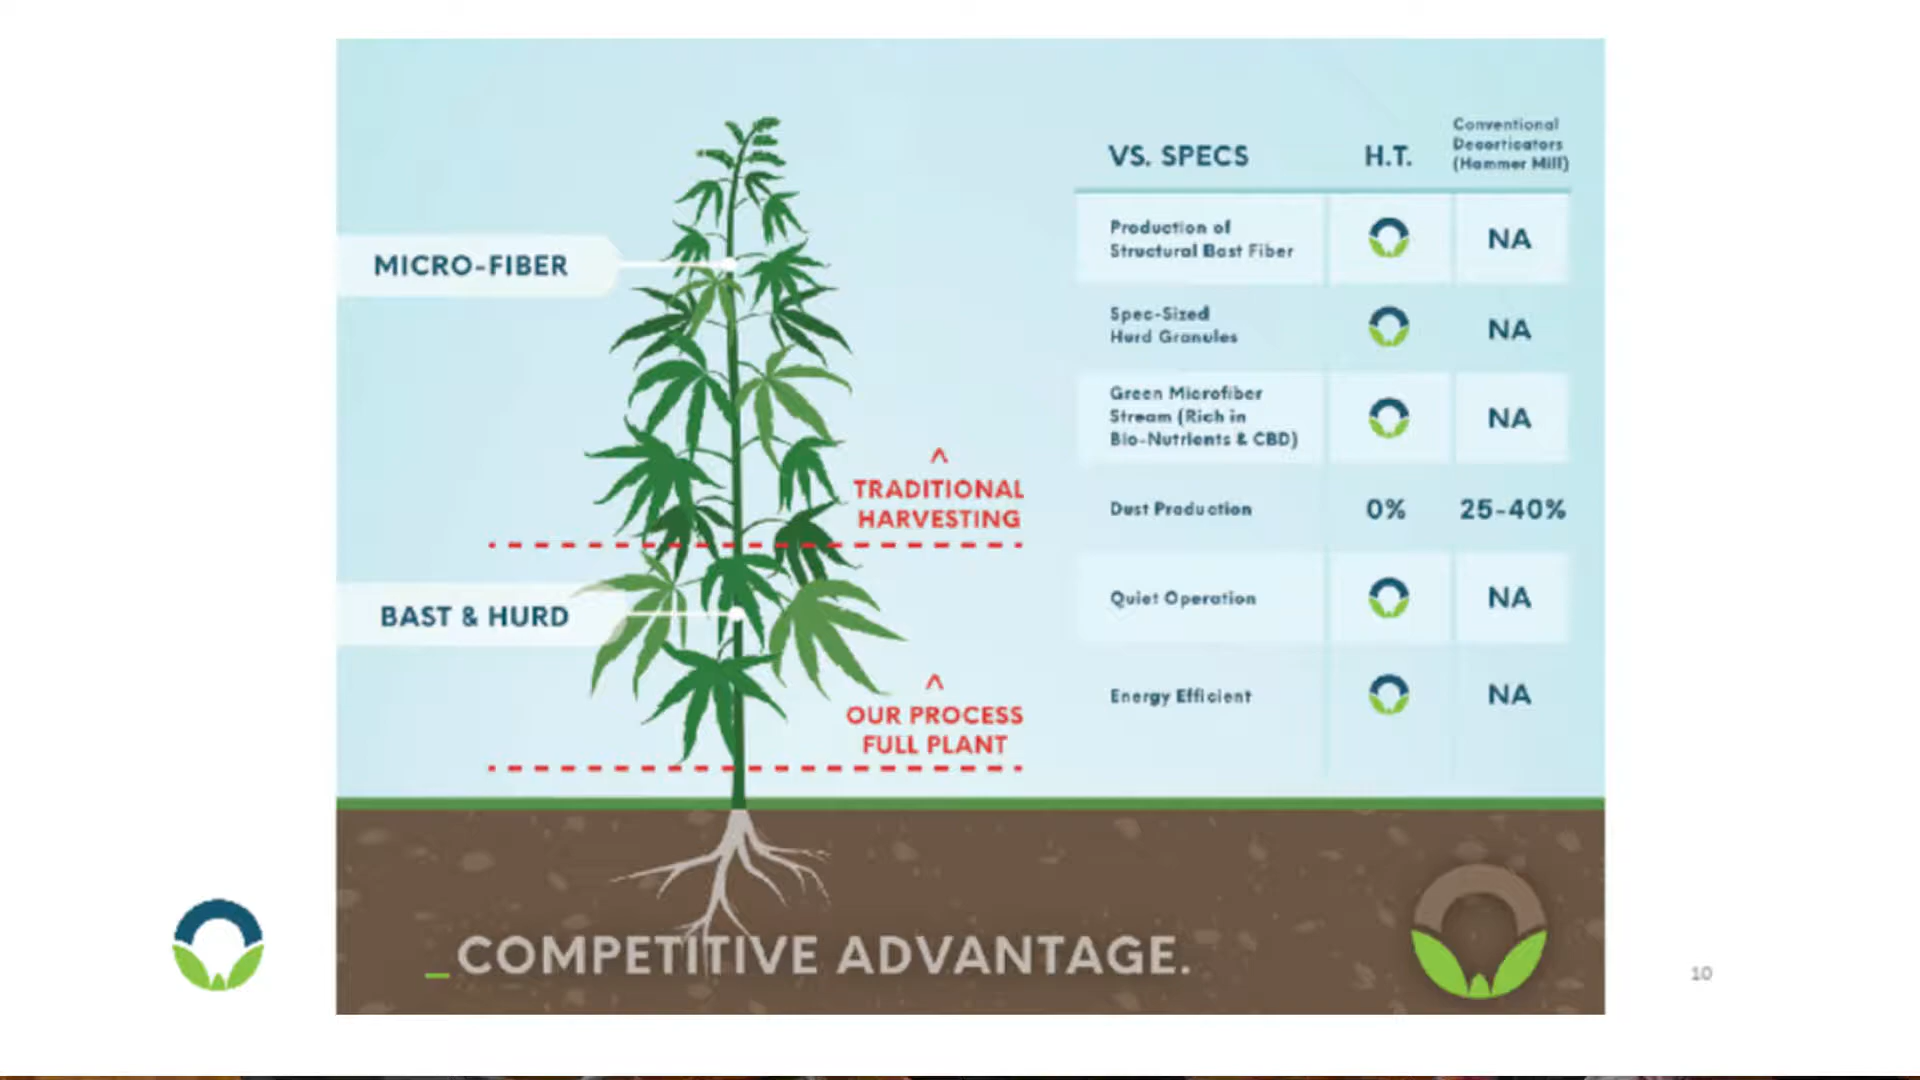 MICRO-FIBER
BAST & HURD
^
TRADITIONAL
HARVESTING
^
OUR PROCESS
FULL PLANT
VS. SPECS
H.T.
Conventional
Decorticators
(Hammer Mill)
Production of
Structural Bast Fiber
NA
Spec-Sized
Hurd Granules
NA
Green Microfiber
Stream (Rich in
Bio-Nutrients & CBD)
NA
Dust Production
0%
25-40%
Quiet Operation
NA
Energy Efficient
NA
_COMPETITIVE ADVANTAGE.
10